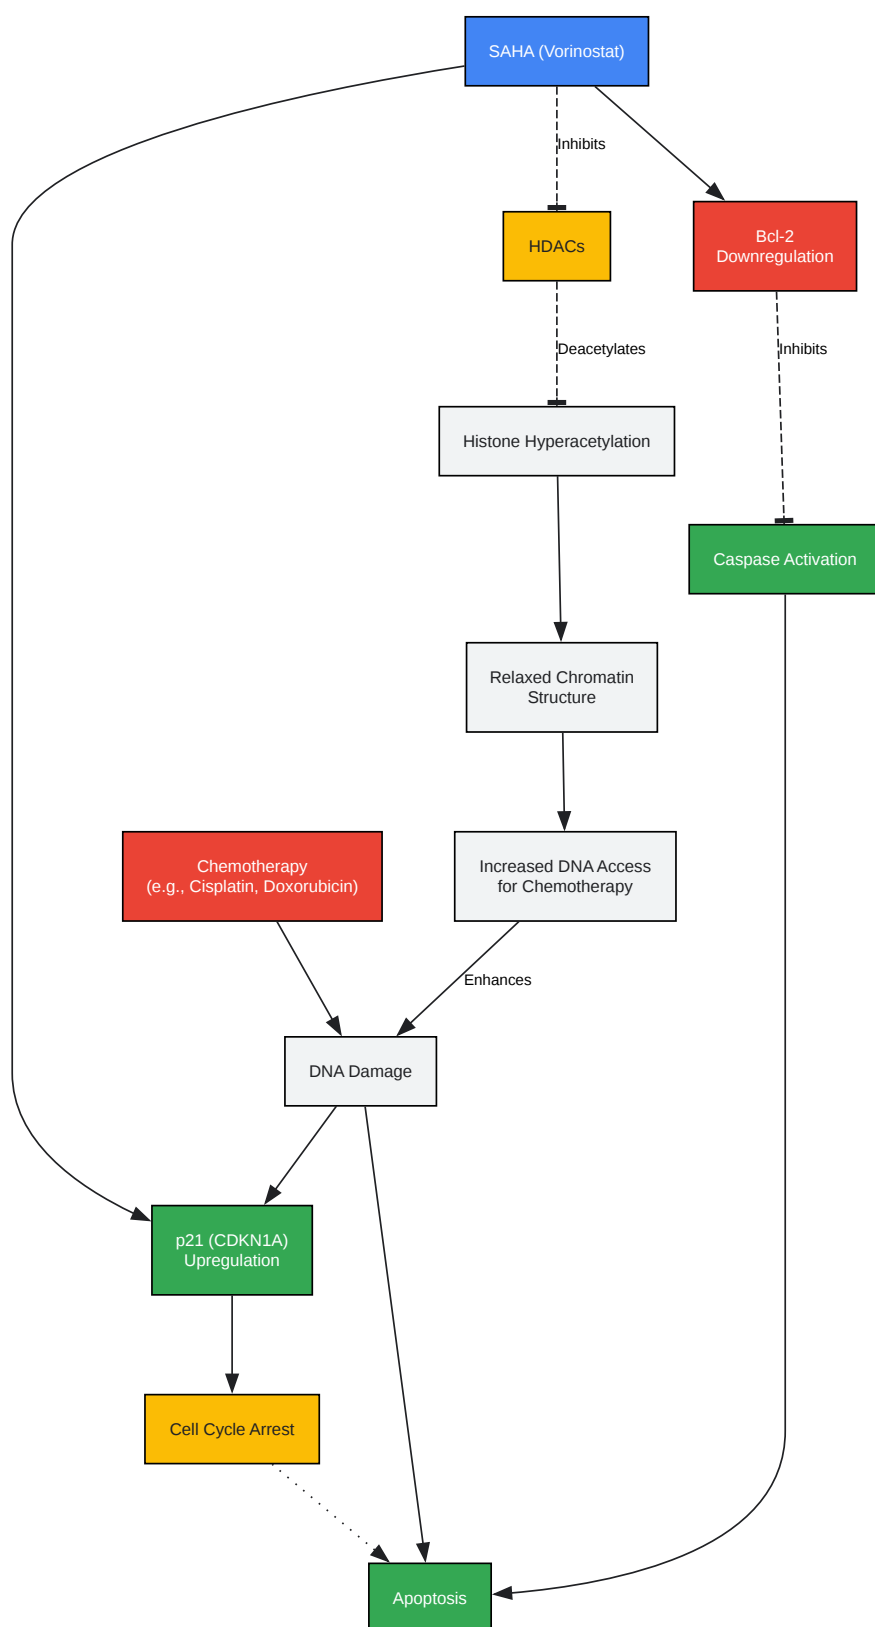 SAHA (Vorinostat)
Inhibits
HDACs
Bcl-2
Downregulation
Deacetylates
Inhibits
Histone Hyperacetylation
Caspase Activation
Relaxed Chromatin
Structure
Chemotherapy
(e.g., Cisplatin, Doxorubicin)
Increased DNA Access
for Chemotherapy
Enhances
DNA Damage
p21 (CDKN1A)
Upregulation
Cell Cycle Arrest
Apoptosis